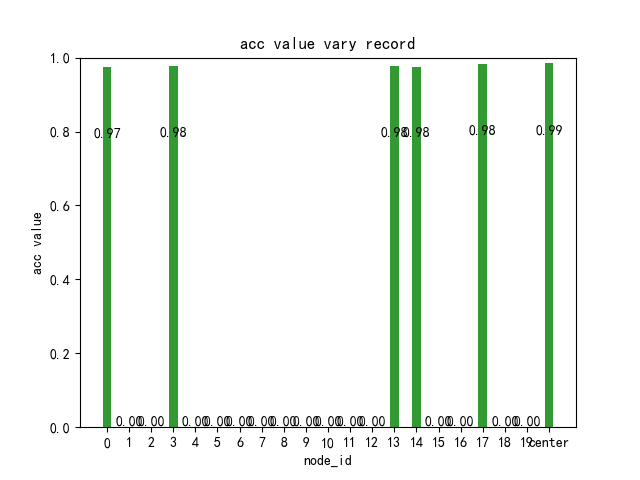 acc value vary record
acc value
1.0
0.8
0.6
0.4
0.2
0.0
0.97 0.98 0.98 0.98 0.98 0.99
0.00 0.00 0.00 0.00 0.00 0.00 0.00 0.00 0.00 0.00 0.00 0.00 0.00 0.00 0.00
0 1 2 3 4 5 6 7 8 9 10 11 12 13 14 15 16 17 18 19 center
node_id